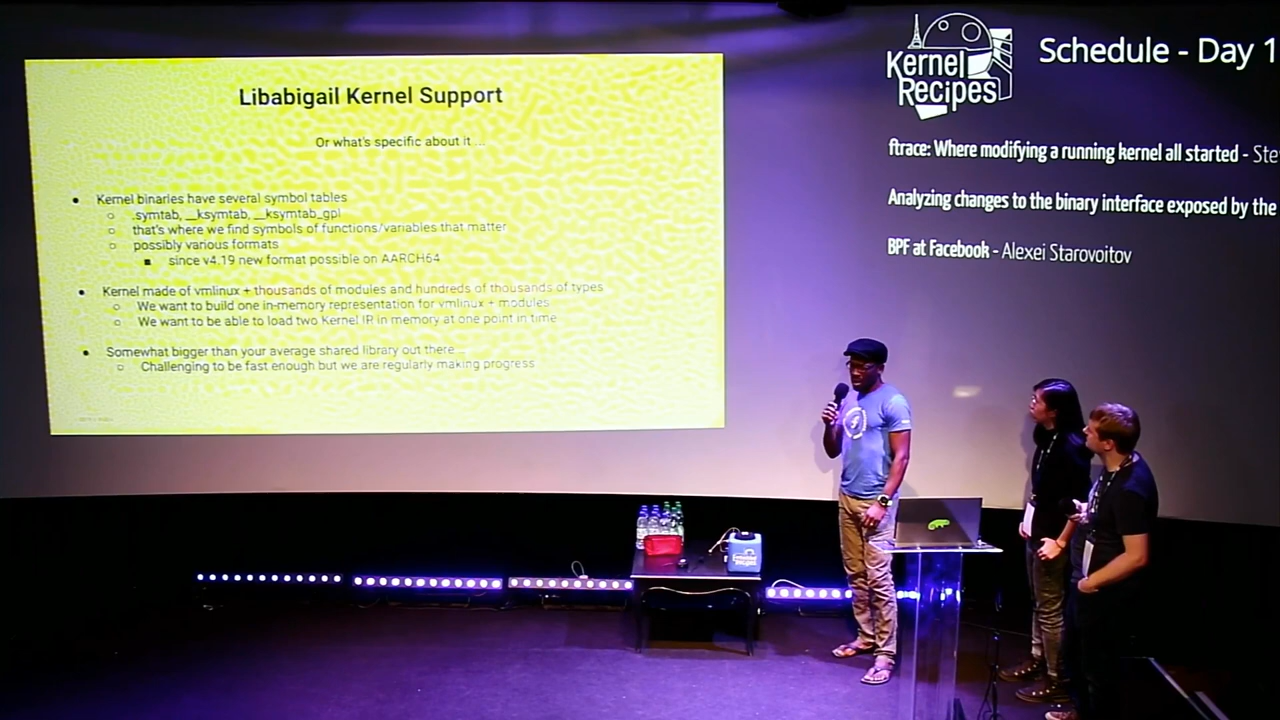 Libabigail Kernel Support
Or what's specific about it ...
Kernel binaries have several symbol tables
.symtab, __ksymtab, __ksymtab_gpl
that's where we find symbols of functions/variables that matter
possibly various formats
since v4.19 new format possible on AARCH64
Kernel made of vmlinux + thousands of modules and hundreds of thousands of types
We want to build one in-memory representation for vmlinux + modules
We want to be able to load two Kernel IR in memory at one point in time
Somewhat bigger than your average shared library out there ...
Challenging to be fast enough but we are regularly making progress
Kernel
Recipes
Schedule - Day 1
ftrace: Where modifying a running kernel all started - Ste
Analyzing changes to the binary interface exposed by the
BPF at Facebook - Alexei Starovoitov
Kernel
Recipes